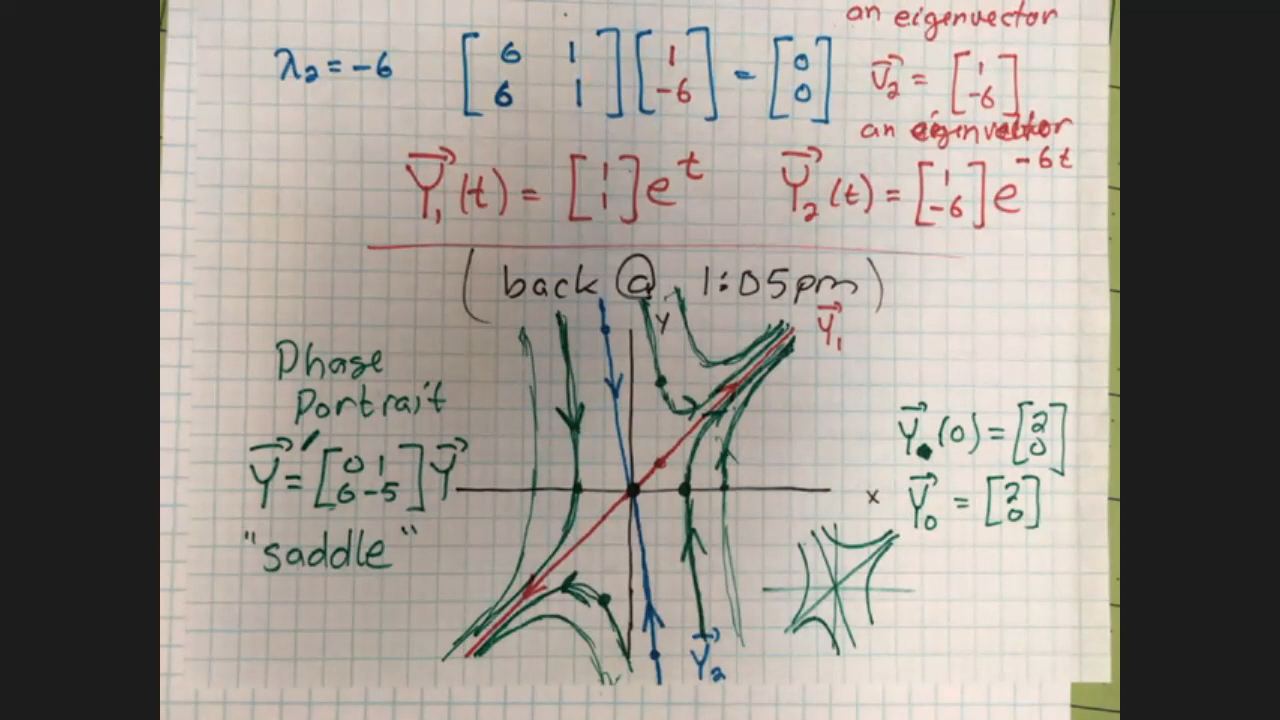 an eigenvector
λ₂ = -6 [6 1; 6 1] [1; -6] = [0; 0] V⃗₂ = [1; -6]
an eigenvector
Y⃗₁(t) = [1; 1] e^t Y⃗₂(t) = [1; -6] e^{-6t}
(back @ 1:05pm)
y Y⃗₁
Phase
Portrait
Y⃗' = [0 1; 6 -5] Y⃗
"saddle"
Y⃗.(0) = [2; 0]
x Y⃗₀ = [2; 0]
Y⃗₂